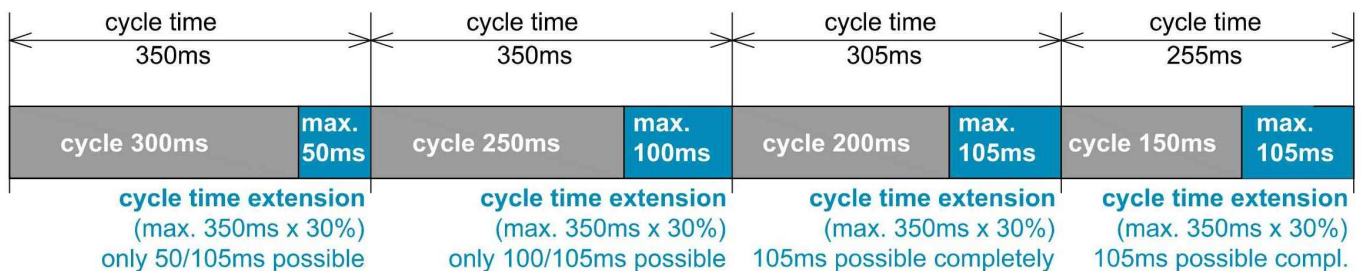 cycle time
350ms
cycle time
350ms
cycle time
305ms
cycle time
255ms
cycle 300ms
max.
50ms
cycle 250ms
max.
100ms
cycle 200ms
max.
105ms
cycle 150ms
max.
105ms
cycle time extension
(max. 350ms x 30%)
only 50/105ms possible
cycle time extension
(max. 350ms x 30%)
only 100/105ms possible
cycle time extension
(max. 350ms x 30%)
105ms possible completely
cycle time extension
(max. 350ms x 30%)
105ms possible compl.